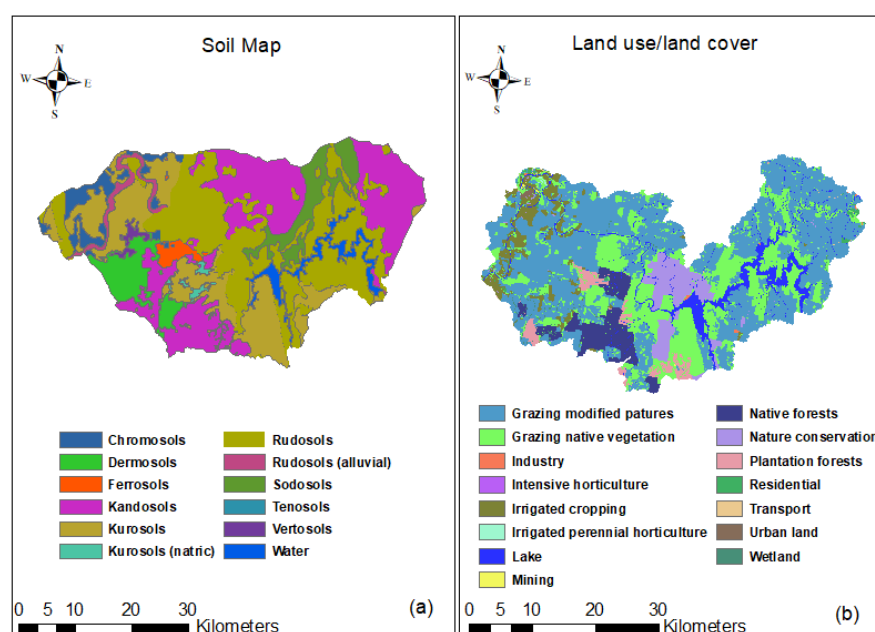 Soil Map
N
W
E
S
Chromosols
Dermosols
Ferrosols
Kandosols
Kurosols
Kurosols (natric)
Rudosols
Rudosols (alluvial)
Sodosols
Tenosols
Vertosols
Water
0 5 10 20 30
Kilometers
(a)
Land use/land cover
N
W
E
S
Grazing modified patures
Grazing native vegetation
Industry
Intensive horticulture
Irrigated cropping
Irrigated perennial horticulture
Lake
Mining
Native forests
Nature conservation
Plantation forests
Residential
Transport
Urban land
Wetland
0 5 10 20 30
Kilometers
(b)